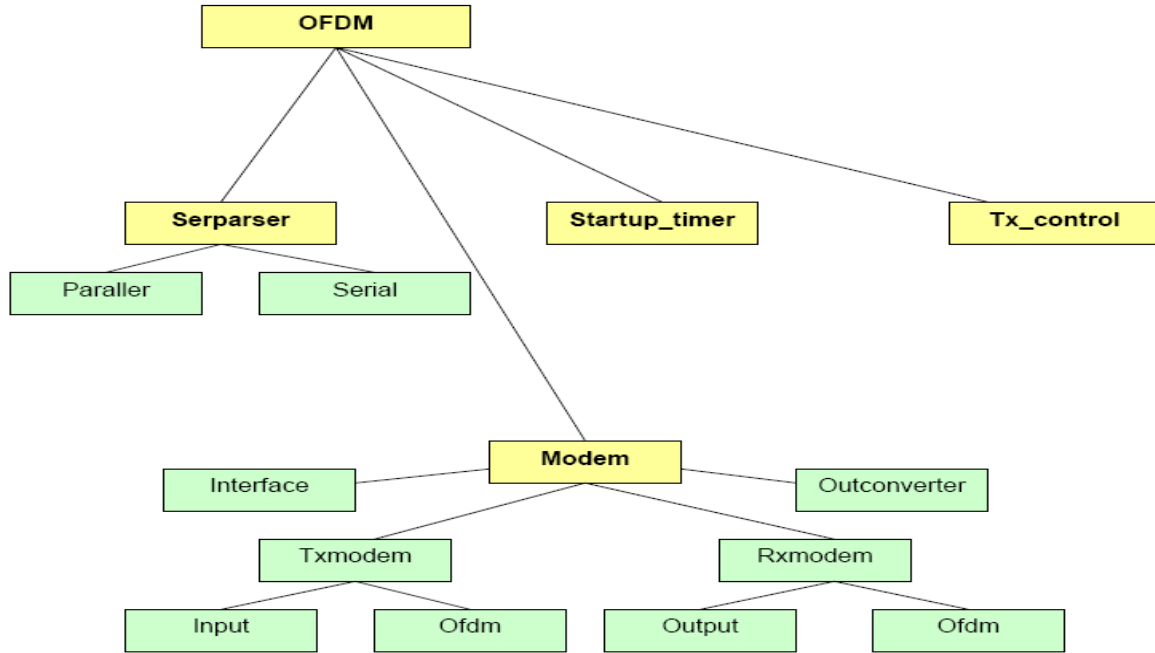 OFDM
Serparser
Startup_timer
Tx_control
Paraller
Serial
Modem
Interface
Outconverter
Txmodem
Rxmodem
Input
Ofdm
Output
Ofdm